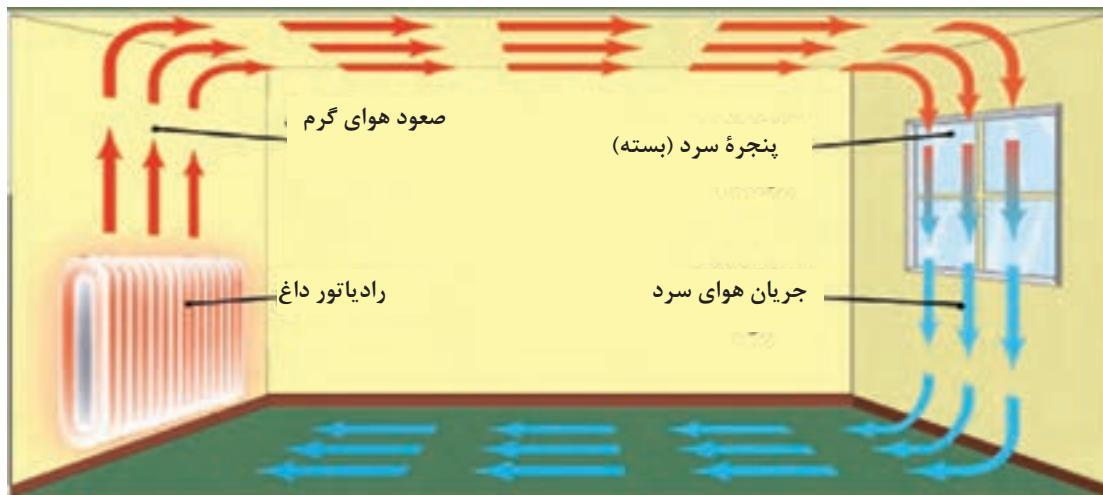 صعود هوای گرم
پنجرهٔ سرد (بسته)
رادیاتور داغ
جریان هوای سرد